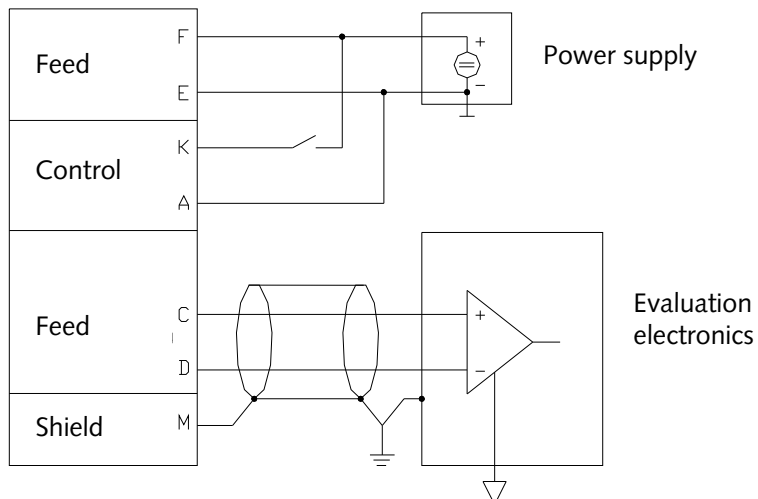 Feed
F
E
+
−
Power supply
Control
K
A
Feed
C
D
+
−
Evaluation
electronics
Shield
M